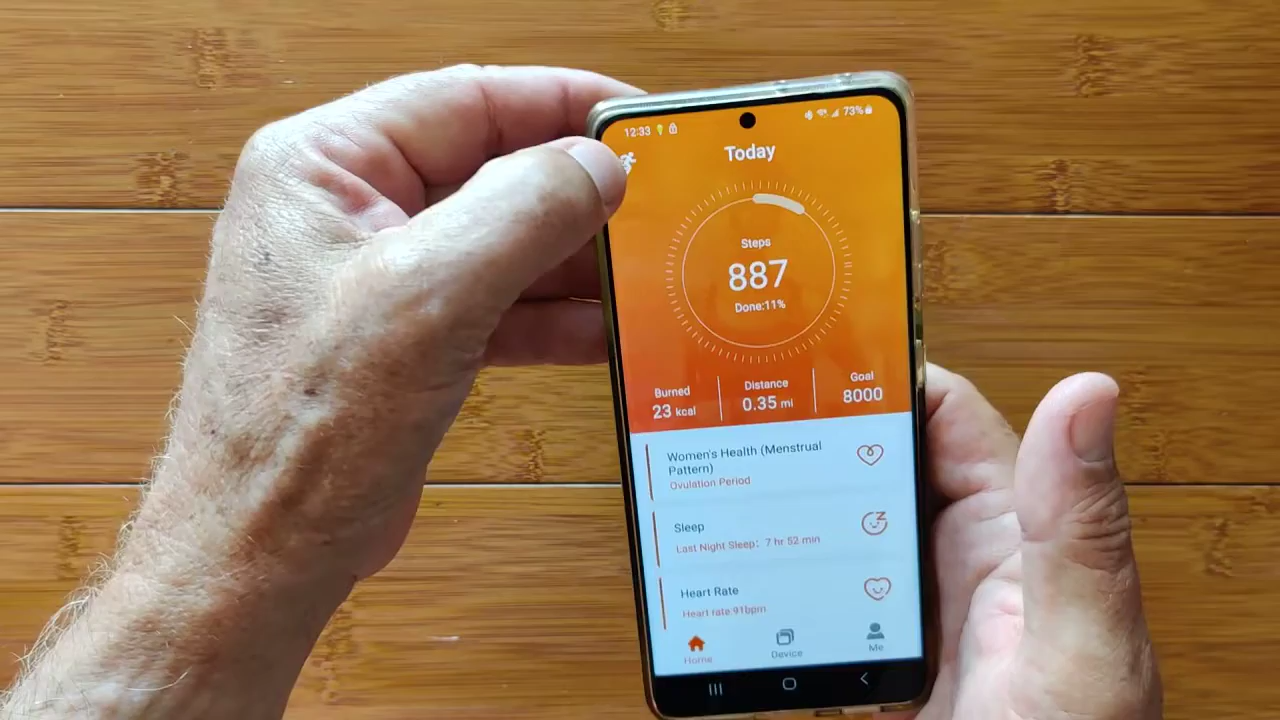 12:33
73%
Today
Steps
887
Done:11%
Burned
23 kcal
Distance
0.35 mi
Goal
8000
Women's Health (Menstrual
Pattern)
Ovulation Period
Sleep
Last Night Sleep: 7 hr 52 min
Heart Rate
Heart rate:91bpm
Home
Device
Me